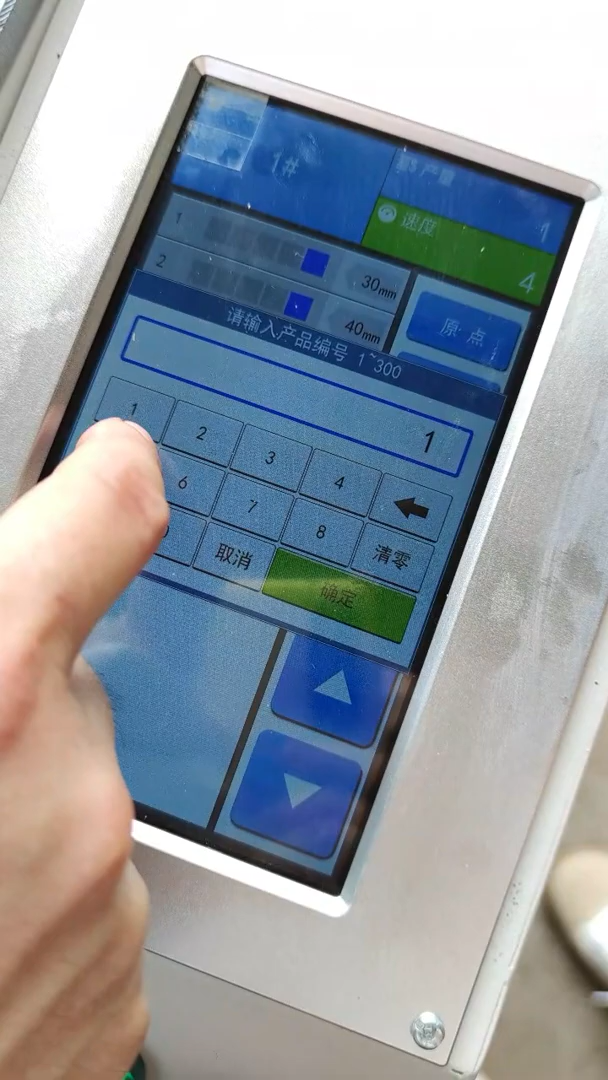 1#
产量
1
速度
4
1
30mm
2
40mm
原 点
请输入产品编号 1~300
1
1
2
3
4
6
7
8
清零
取消
确定